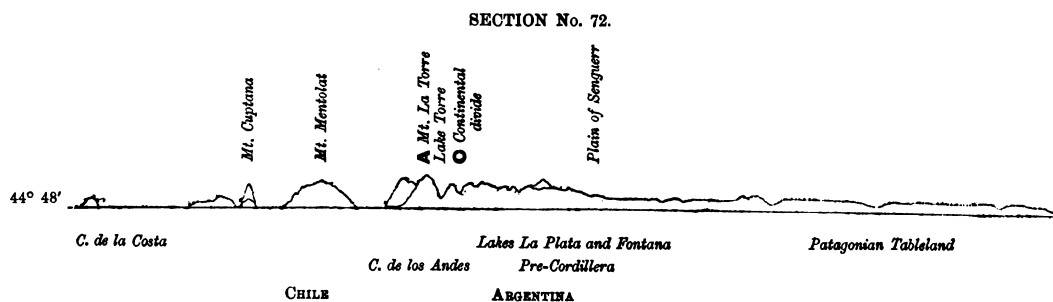 SECTION No. 72.
Mt. Cuptana
Mt. Mentolat
A Mt. La Torre
Lake Torre
O Continental
divide
Plain of Senguerr
44° 48'
C. de la Costa
Lakes La Plata and Fontana
Patagonian Tableland
C. de los Andes
Pre-Cordillera
CHILE
ARGENTINA